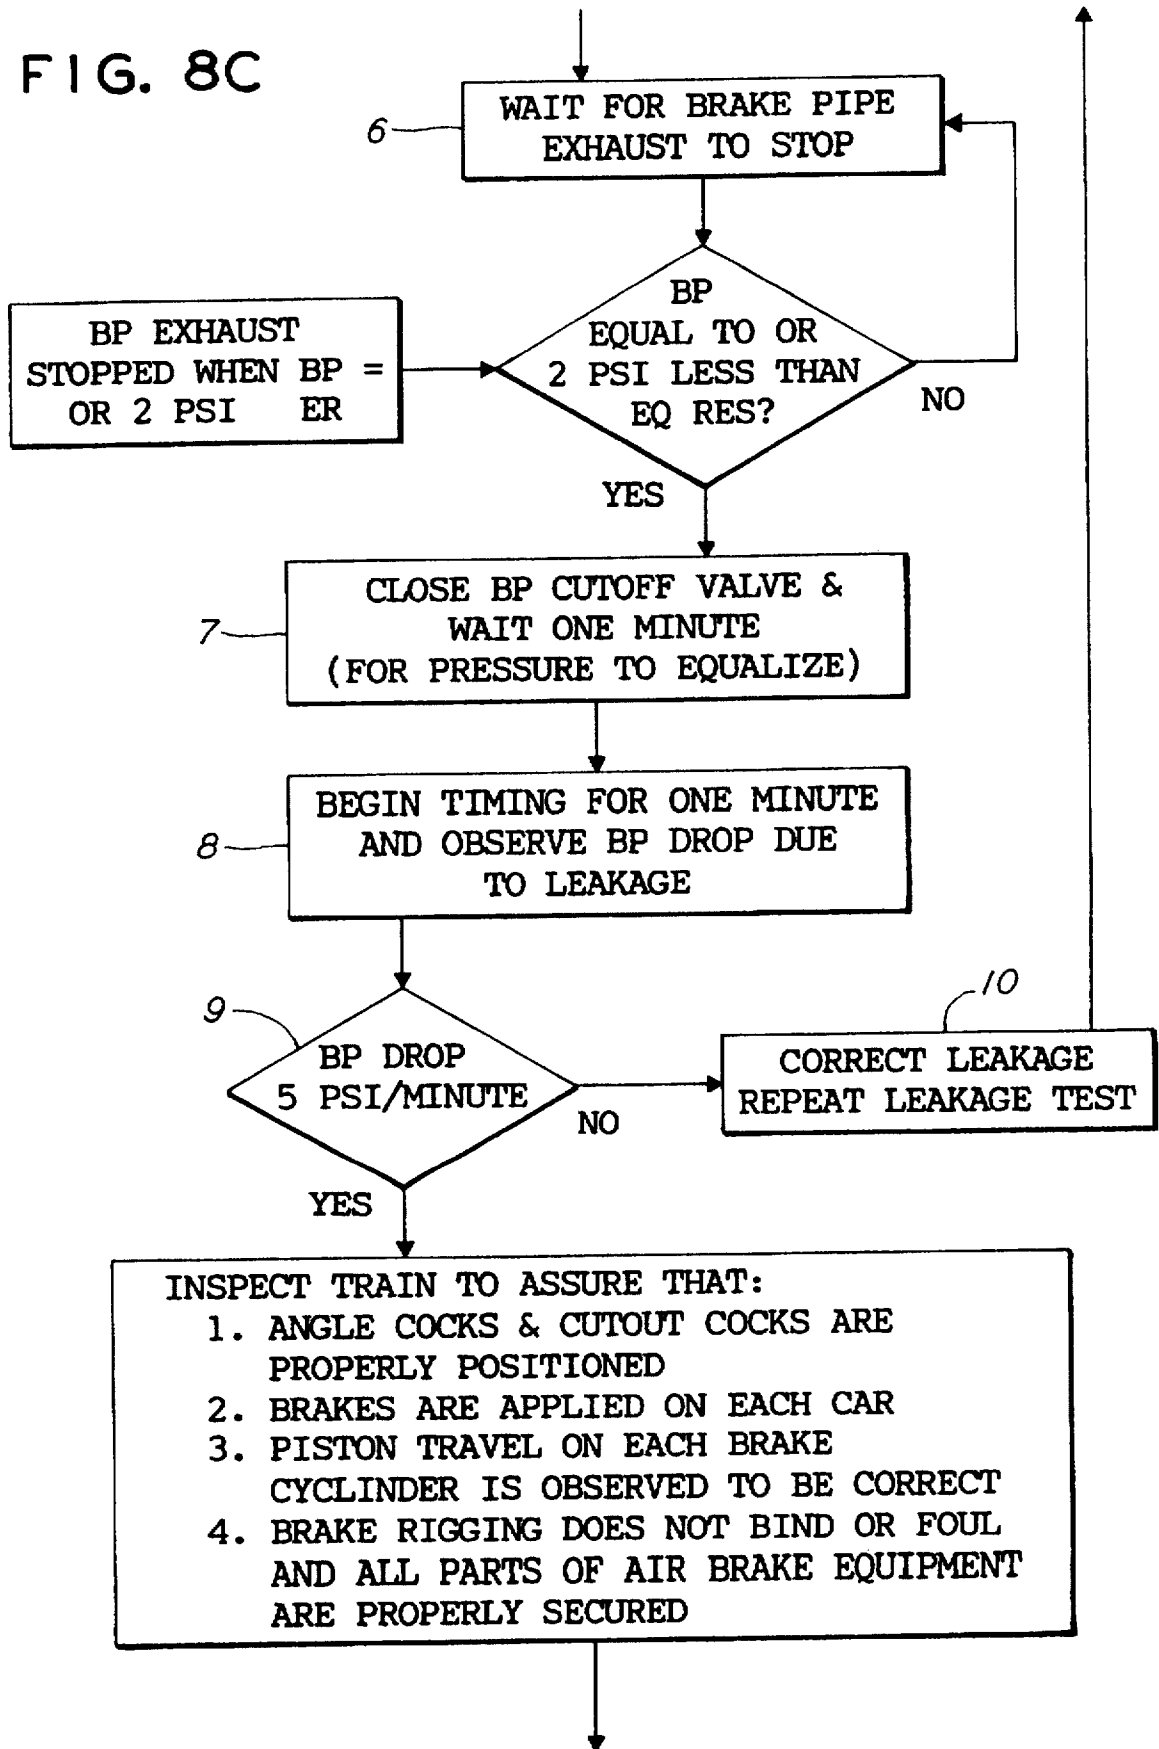 FIG. 8C
6
WAIT FOR BRAKE PIPE
EXHAUST TO STOP
BP EXHAUST
STOPPED WHEN BP =
OR 2 PSI ER
BP
EQUAL TO OR
2 PSI LESS THAN
EQ RES?
NO
YES
7
CLOSE BP CUTOFF VALVE &
WAIT ONE MINUTE
(FOR PRESSURE TO EQUALIZE)
8
BEGIN TIMING FOR ONE MINUTE
AND OBSERVE BP DROP DUE
TO LEAKAGE
9
BP DROP
5 PSI/MINUTE
NO
10
CORRECT LEAKAGE
REPEAT LEAKAGE TEST
YES
INSPECT TRAIN TO ASSURE THAT:
1. ANGLE COCKS & CUTOUT COCKS ARE
PROPERLY POSITIONED
2. BRAKES ARE APPLIED ON EACH CAR
3. PISTON TRAVEL ON EACH BRAKE
CYCLINDER IS OBSERVED TO BE CORRECT
4. BRAKE RIGGING DOES NOT BIND OR FOUL
AND ALL PARTS OF AIR BRAKE EQUIPMENT
ARE PROPERLY SECURED